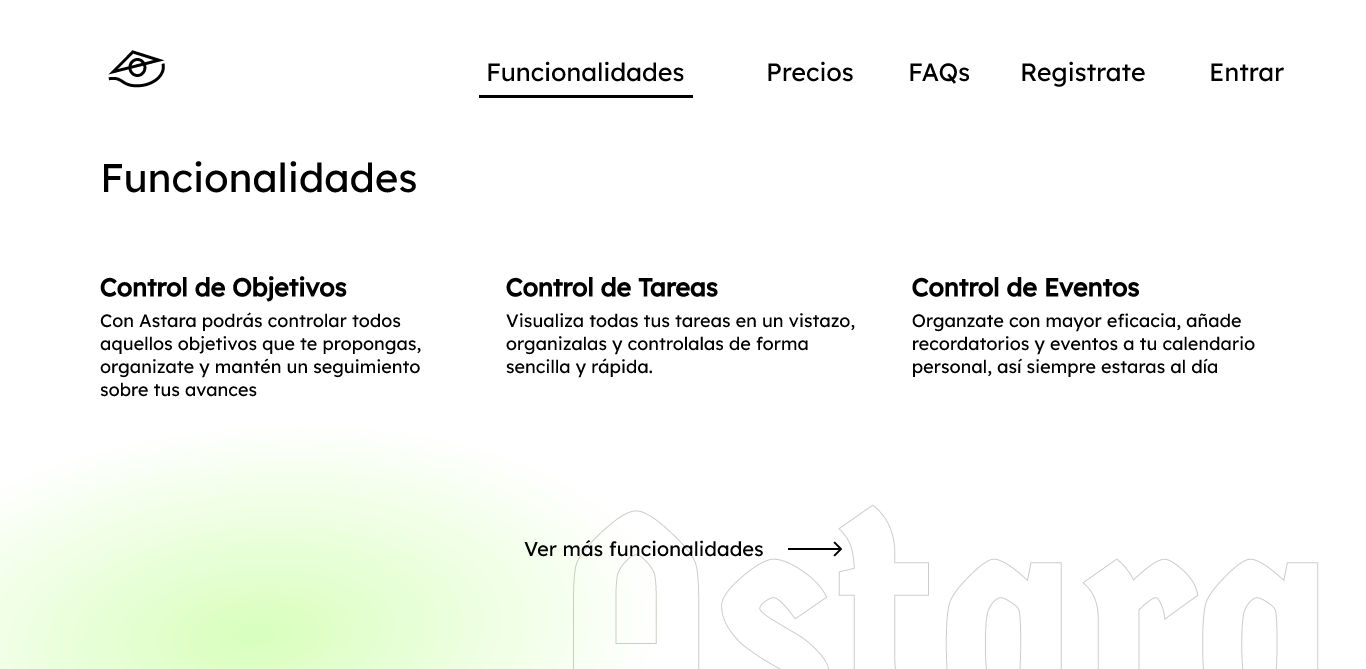 Funcionalidades Precios FAQs Registrate Entrar
Funcionalidades
Control de Objetivos
Con Astara podrás controlar todos
aquellos objetivos que te propongas,
organizate y mantén un seguimiento
sobre tus avances
Control de Tareas
Visualiza todas tus tareas en un vistazo,
organizalas y controlalas de forma
sencilla y rápida.
Control de Eventos
Organzate con mayor eficacia, añade
recordatorios y eventos a tu calendario
personal, así siempre estaras al día
Ver más funcionalidades
Astara